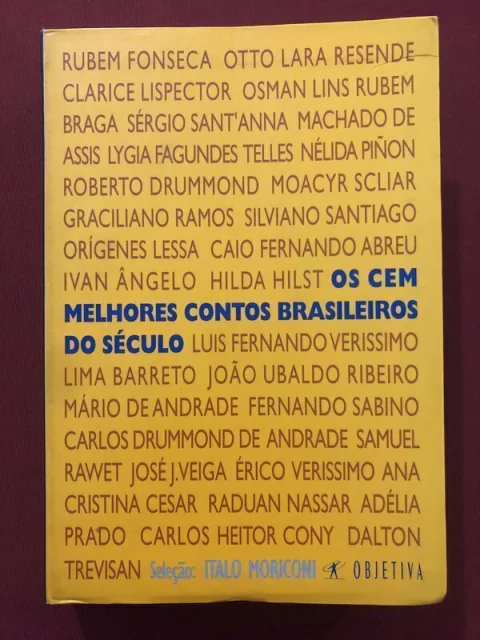 RUBEM FONSECA OTTO LARA RESENDE
CLARICE LISPECTOR OSMAN LINS RUBEM
BRAGA SÉRGIO SANT'ANNA MACHADO DE
ASSIS LYGIA FAGUNDES TELLES NÉLIDA PIÑON
ROBERTO DRUMMOND MOACYR SCLIAR
GRACILIANO RAMOS SILVIANO SANTIAGO
ORÍGENES LESSA CAIO FERNANDO ABREU
IVAN ÂNGELO HILDA HILST OS CEM
MELHORES CONTOS BRASILEIROS
DO SÉCULO LUIS FERNANDO VERISSIMO
LIMA BARRETO JOÃO UBALDO RIBEIRO
MÁRIO DE ANDRADE FERNANDO SABINO
CARLOS DRUMMOND DE ANDRADE SAMUEL
RAWET JOSÉ J. VEIGA ÉRICO VERISSIMO ANA
CRISTINA CESAR RADUAN NASSAR ADÉLIA
PRADO CARLOS HEITOR CONY DALTON
TREVISAN Seleção: ITALO MORICONI OBJETIVA